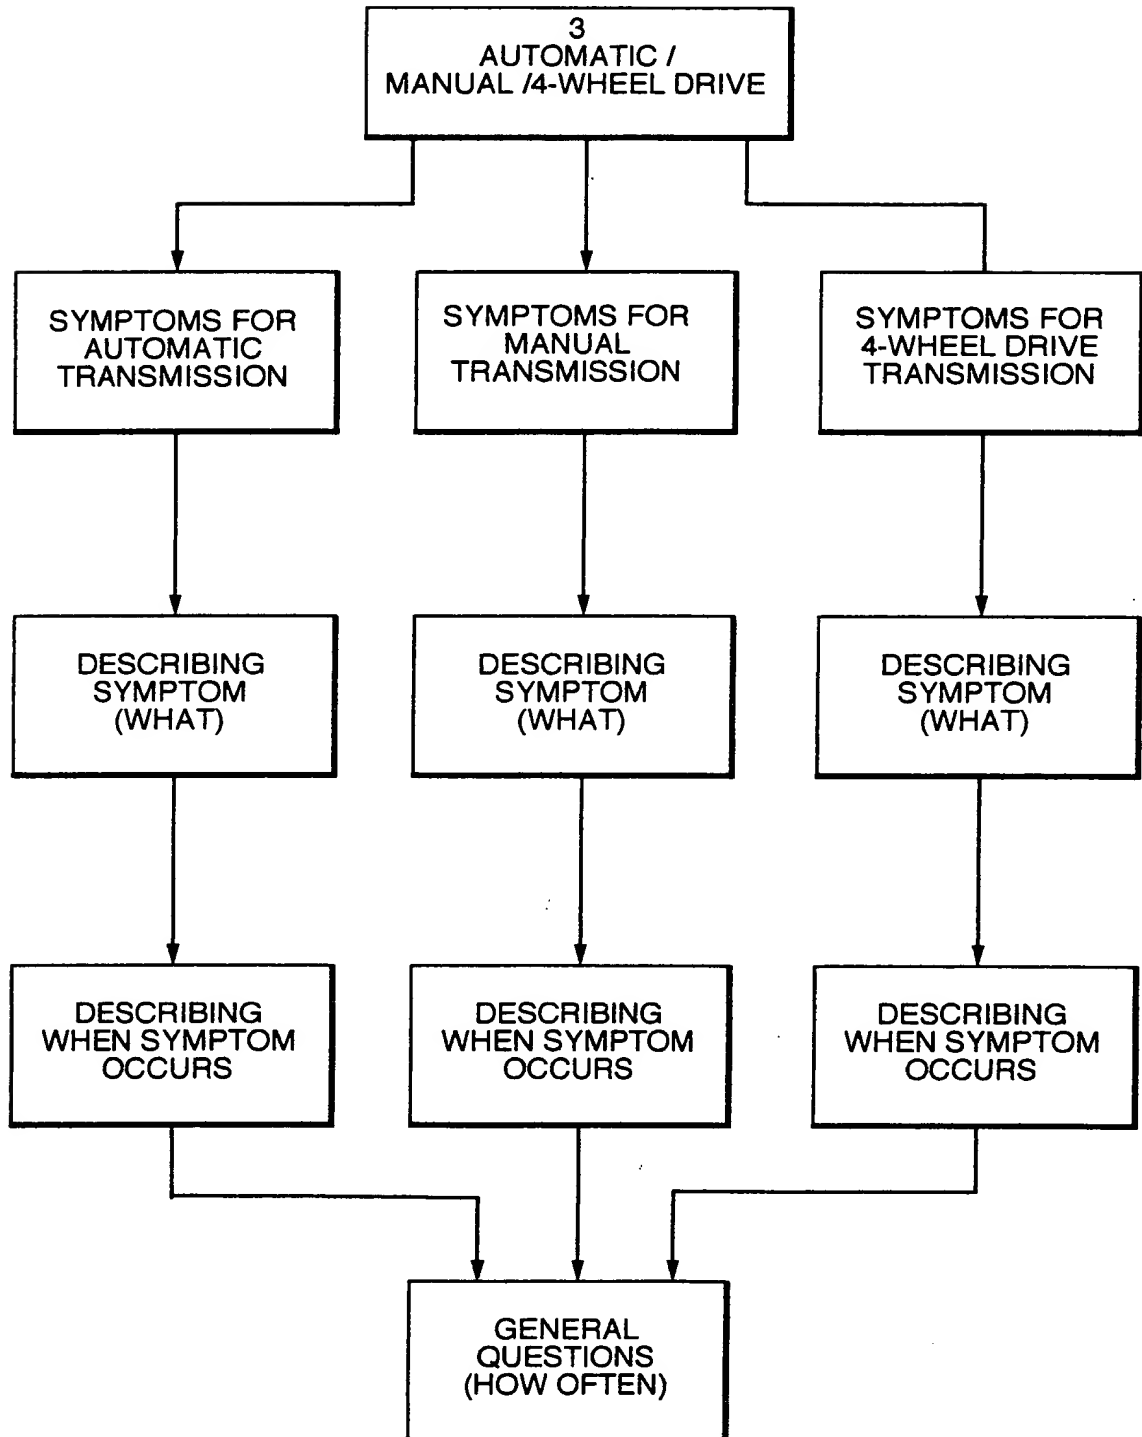 3
AUTOMATIC /
MANUAL /4-WHEEL DRIVE
SYMPTOMS FOR
AUTOMATIC
TRANSMISSION
SYMPTOMS FOR
MANUAL
TRANSMISSION
SYMPTOMS FOR
4-WHEEL DRIVE
TRANSMISSION
DESCRIBING
SYMPTOM
(WHAT)
DESCRIBING
SYMPTOM
(WHAT)
DESCRIBING
SYMPTOM
(WHAT)
DESCRIBING
WHEN SYMPTOM
OCCURS
DESCRIBING
WHEN SYMPTOM
OCCURS
DESCRIBING
WHEN SYMPTOM
OCCURS
GENERAL
QUESTIONS
(HOW OFTEN)